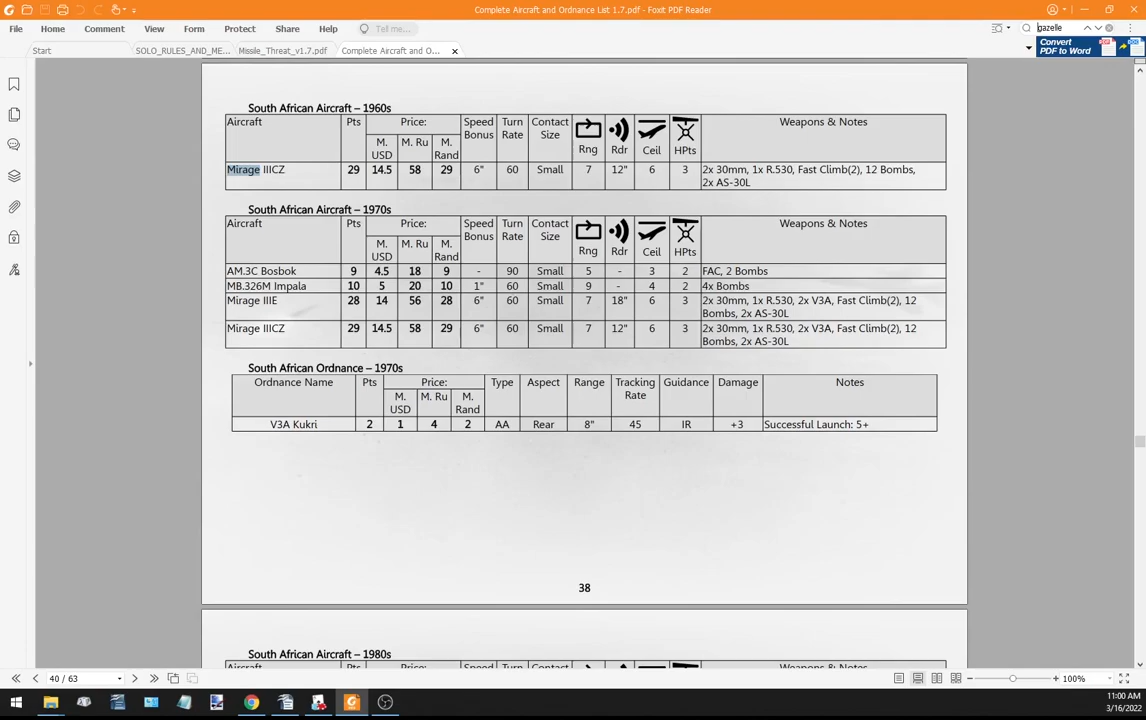 Complete Aircraft and Ordnance List 1.7.pdf - Foxit PDF Reader
File Home Comment View Form Protect Share Help Tell me... gazelle
Convert
PDF to Word
Start SOLO_RULES_AND_ME... Missile_Threat_v1.7.pdf Complete Aircraft and O...
South African Aircraft – 1960s
Aircraft Pts Price: Speed Bonus Turn Rate Contact Size Rng Rdr Ceil HPts Weapons & Notes
M. USD M. Ru M. Rand
Mirage IIICZ 29 14.5 58 29 6" 60 Small 7 12" 6 3 2x 30mm, 1x R.530, Fast Climb(2), 12 Bombs,
2x AS-30L
South African Aircraft – 1970s
Aircraft Pts Price: Speed Bonus Turn Rate Contact Size Rng Rdr Ceil HPts Weapons & Notes
M. USD M. Ru M. Rand
AM.3C Bosbok 9 4.5 18 9 - 90 Small 5 - 3 2 FAC, 2 Bombs
MB.326M Impala 10 5 20 10 1" 60 Small 9 - 4 2 4x Bombs
Mirage IIIE 28 14 56 28 6" 60 Small 7 18" 6 3 2x 30mm, 1x R.530, 2x V3A, Fast Climb(2), 12
Bombs, 2x AS-30L
Mirage IIICZ 29 14.5 58 29 6" 60 Small 7 12" 6 3 2x 30mm, 1x R.530, 2x V3A, Fast Climb(2), 12
Bombs, 2x AS-30L
South African Ordnance – 1970s
Ordnance Name Pts Price: Type Aspect Range Tracking Rate Guidance Damage Notes
M. USD M. Ru M. Rand
V3A Kukri 2 1 4 2 AA Rear 8" 45 IR +3 Successful Launch: 5+
38
South African Aircraft – 1980s
Aircraft Pts Price: Speed Turn Contact Weapons & Notes
40 / 63 100%
11:00 AM
3/16/2022